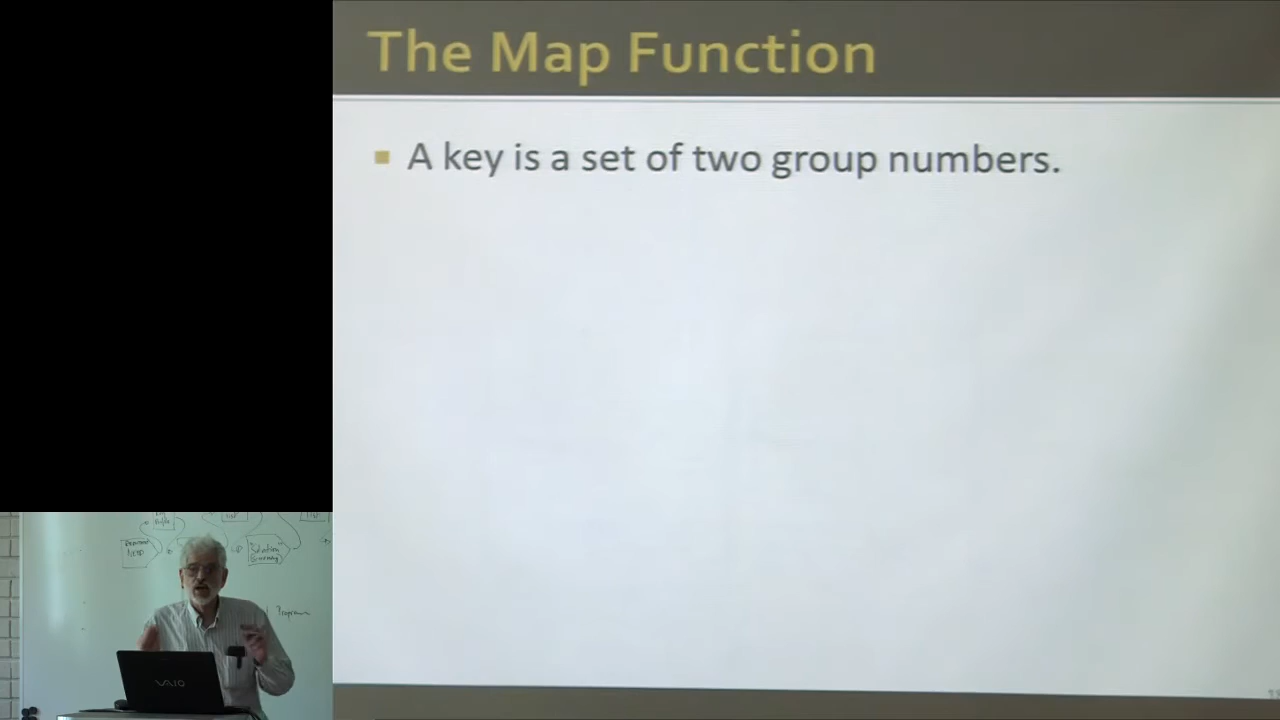 The Map Function
A key is a set of two group numbers.
VAIO